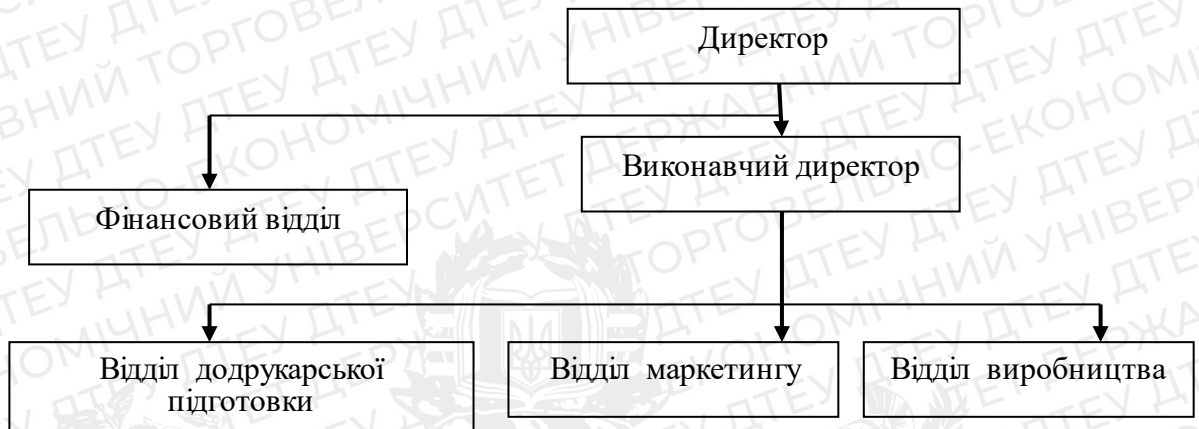 Директор
Виконавчий директор
Фінансовий відділ
Відділ додрукарської
підготовки
Відділ маркетингу
Відділ виробництва